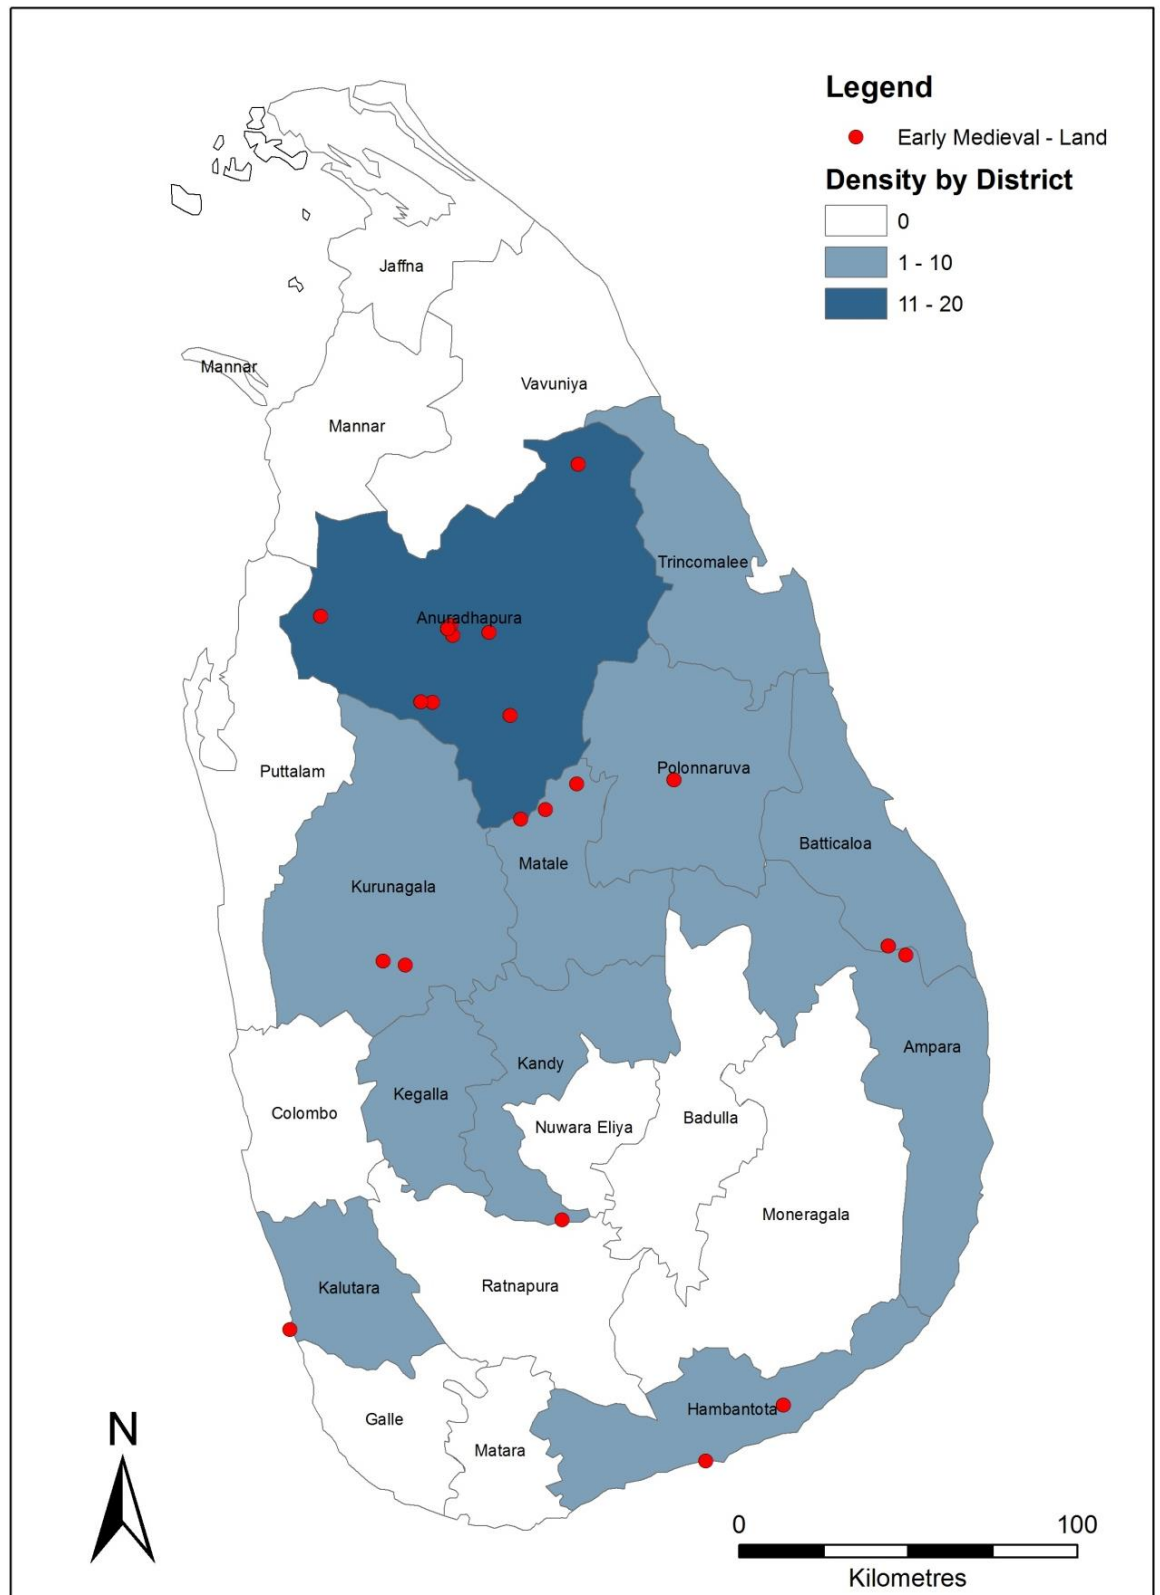 Legend
Early Medieval - Land
Density by District
0
1 - 10
11 - 20
Jaffna
Mannar
Vavuniya
Mannar
Trincomalee
Anuradhapura
Puttalam
Polonnaruva
Batticaloa
Matale
Kurunagala
Ampara
Kandy
Kegalla
Colombo
Nuwara Eliya
Badulla
Moneragala
Kalutara
Ratnapura
Hambantota
Galle
Matara
N
0 100
Kilometres